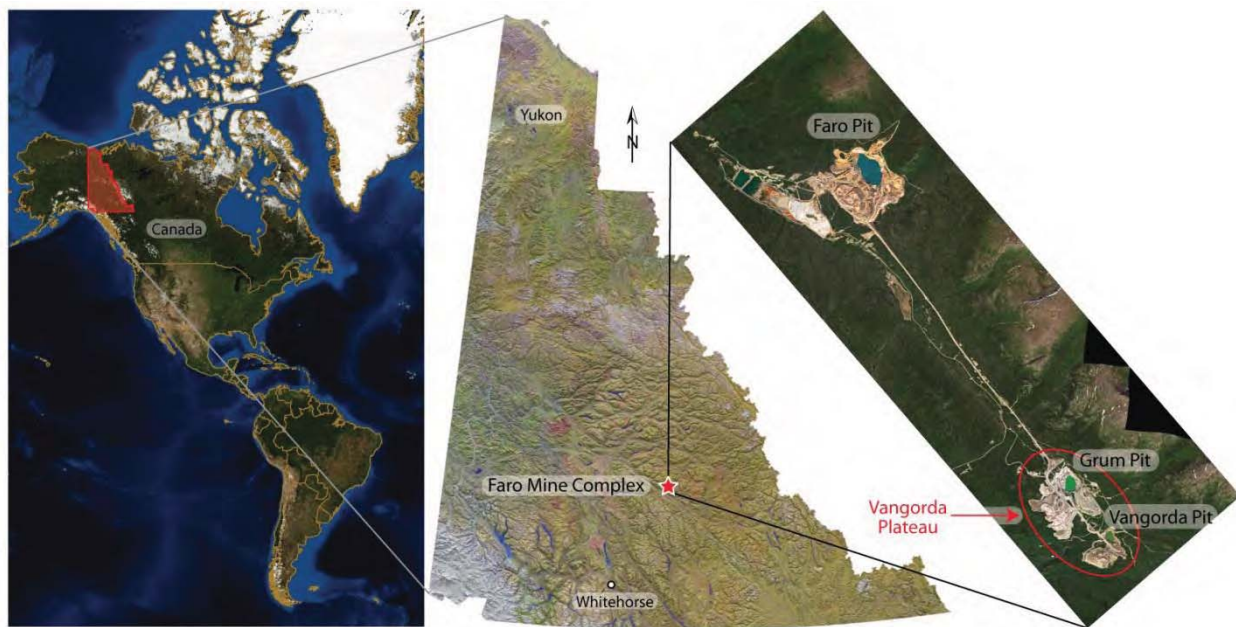 Canada
Yukon
N
Faro Mine Complex
Whitehorse
Faro Pit
Grum Pit
Vangorda
Plateau
Vangorda Pit